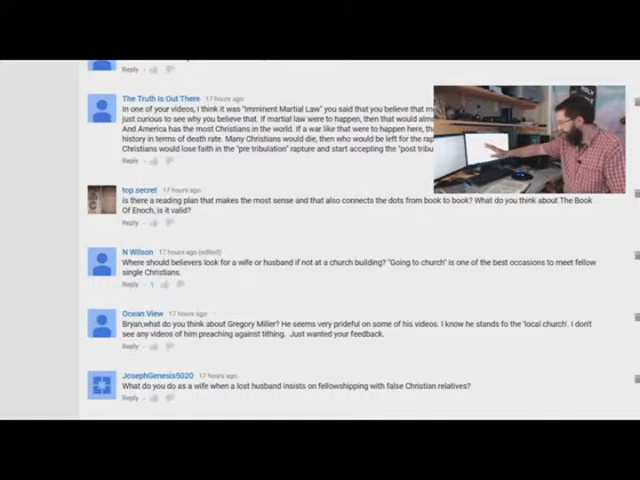 Reply
The Truth Is Out There 17 hours ago
In one of your videos, I think it was "Imminent Martial Law" you said that you believe that
just curious to see why you believe that. If martial law were to happen, then that would
And America has the most Christians in the world. If a war like that were to happen here,
history in terms of death rate. Many Christians would die, then who would be left for the
Christians would lose faith in the "pre tribulation" rapture and start accepting the "post
Reply
top secret 17 hours ago
Is there a reading plan that makes the most sense and that also connects the dots from book to book? What do you think about The Book
Of Enoch, is it valid?
Reply
N Wilson 17 hours ago (edited)
Where should believers look for a wife or husband if not at a church building? "Going to church" is one of the best occasions to meet fellow
single Christians.
Reply 1
Ocean View 17 hours ago
Bryan,what do you think about Gregory Miller? He seems very prideful on some of his videos. I know he stands fo the 'local church'. I don't
see any videos of him preaching against tithing. Just wanted your feedback.
Reply
JosephGenesis5020 17 hours ago
What do you do as a wife when a lost husband insists on fellowshipping with false Christian relatives?
Reply